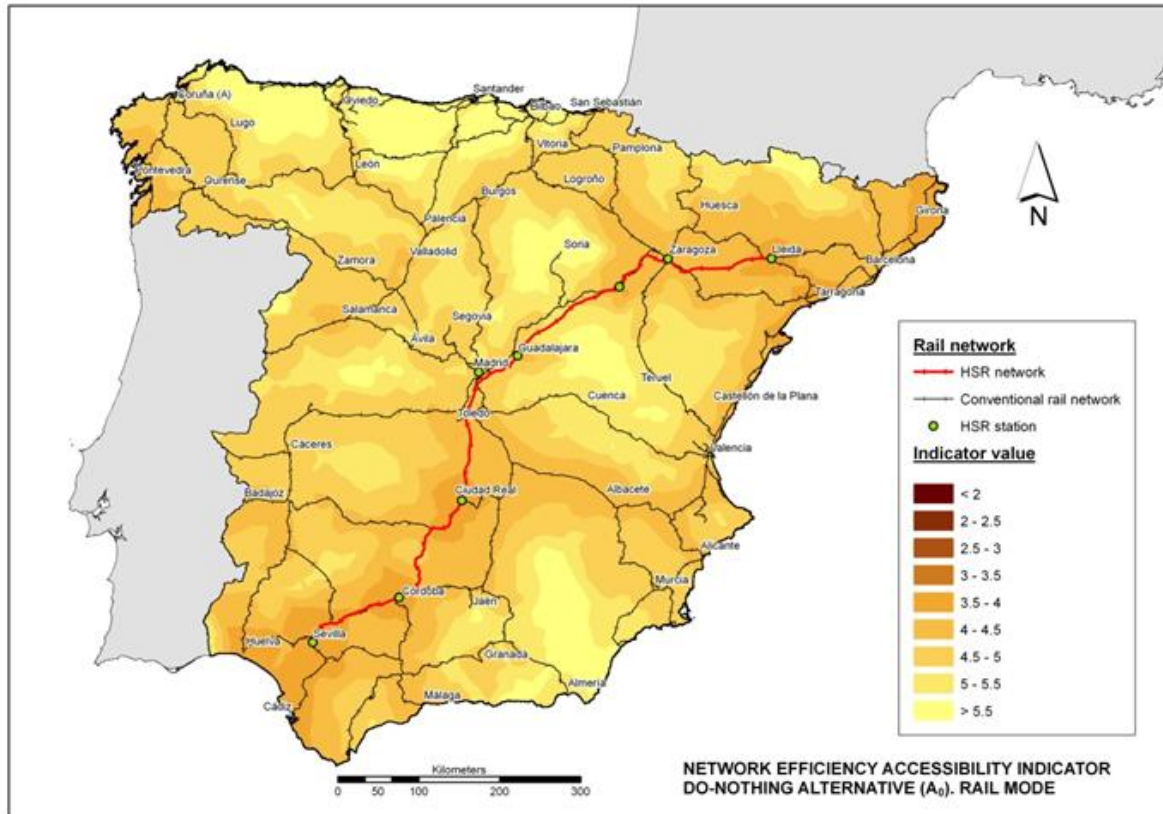 Santander
Coruña (A)
Oviedo
Bilbao
San Sebastián
Lugo
Vitoria
Pamplona
León
Pontevedra
Ourense
Logroño
Burgos
Huesca
Girona
Palencia
Soria
Zaragoza
Lleida
Valladolid
Barcelona
Zamora
Tarragona
Salamanca
Segovia
Ávila
Guadalajara
Madrid
Teruel
Cuenca
Castellón de la Plana
Toledo
Cáceres
Valencia
Badajoz
Ciudad Real
Albacete
Alicante
Murcia
Córdoba
Jaén
Huelva
Sevilla
Granada
Almería
Málaga
Cádiz
N
Rail network
HSR network
Conventional rail network
HSR station
Indicator value
< 2
2 - 2.5
2.5 - 3
3 - 3.5
3.5 - 4
4 - 4.5
4.5 - 5
5 - 5.5
> 5.5
Kilometers
0 50 100 200 300
NETWORK EFFICIENCY ACCESSIBILITY INDICATOR
DO-NOTHING ALTERNATIVE (A₀). RAIL MODE